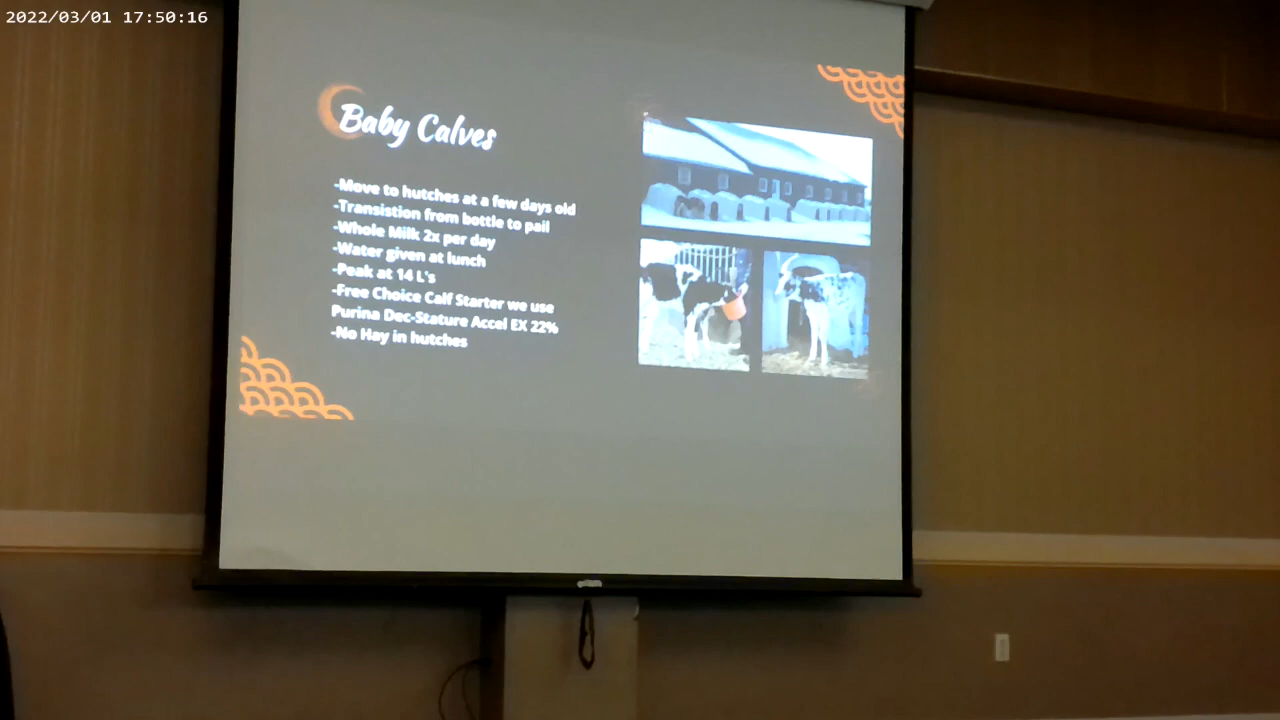 2022/03/01 17:50:16
Baby Calves
-Move to hutches at a few days old
-Transistion from bottle to pail
-Whole Milk 2x per day
-Water given at lunch
-Peak at 14 L's
-Free Choice Calf Starter we use
Purina Dec-Stature Accel EX 22%
-No Hay in hutches